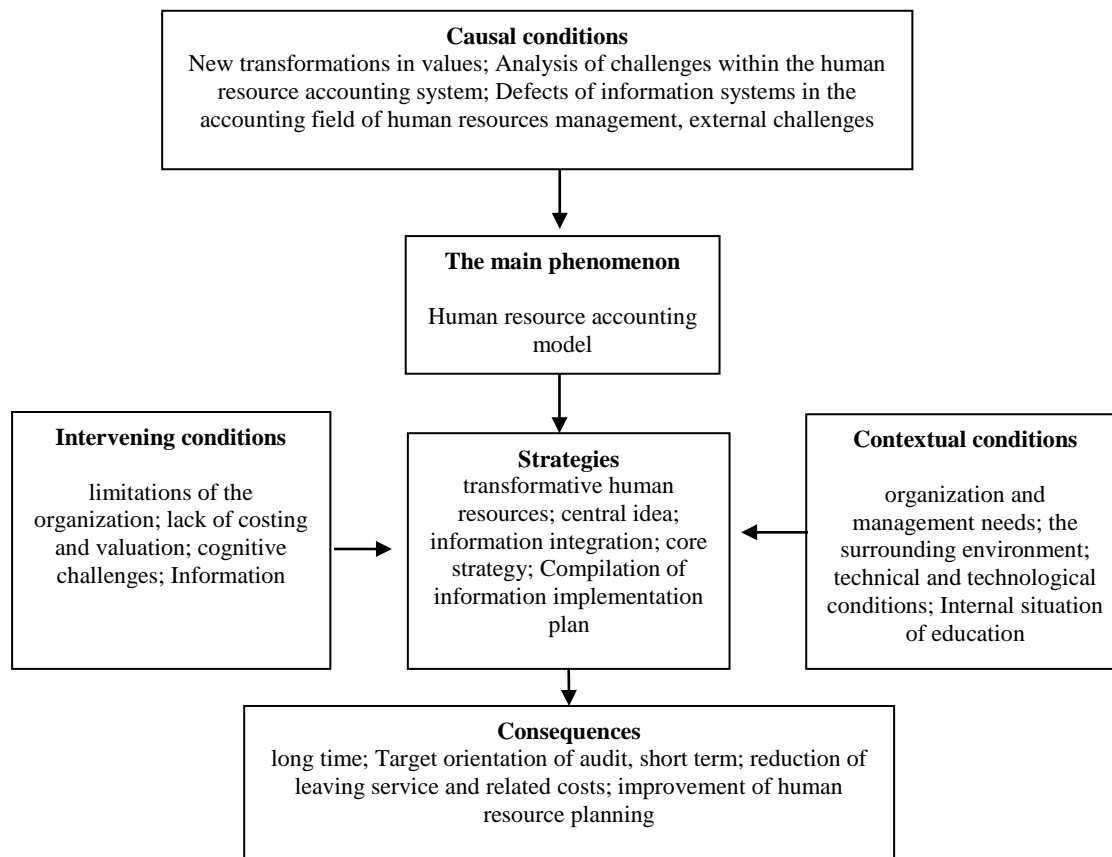 Causal conditions
New transformations in values; Analysis of challenges within the human
resource accounting system; Defects of information systems in the
accounting field of human resources management, external challenges
The main phenomenon
Human resource accounting
model
Intervening conditions
limitations of the
organization; lack of costing
and valuation; cognitive
challenges; Information
Strategies
transformative human
resources; central idea;
information integration; core
strategy; Compilation of
information implementation
plan
Contextual conditions
organization and
management needs; the
surrounding environment;
technical and technological
conditions; Internal situation
of education
Consequences
long time; Target orientation of audit, short term; reduction of
leaving service and related costs; improvement of human
resource planning